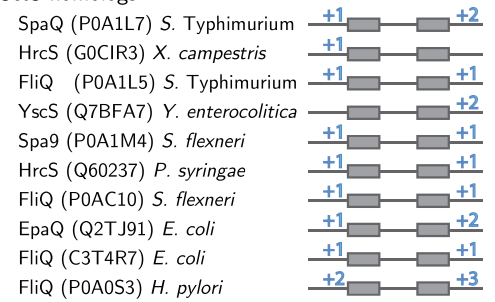 SpaQ (P0A1L7) S. Typhimurium +1 +2
HrcS (G0CIR3) X. campestris +1
FliQ (P0A1L5) S. Typhimurium +1 +1
YscS (Q7BFA7) Y. enterocolitica +2
Spa9 (P0A1M4) S. flexneri +1 +1
HrcS (Q60237) P. syringae +1 +1
FliQ (P0AC10) S. flexneri +1 +1
EpaQ (Q2TJ91) E. coli +1 +2
FliQ (C3T4R7) E. coli +1 +1
FliQ (P0A0S3) H. pylori +2 +3